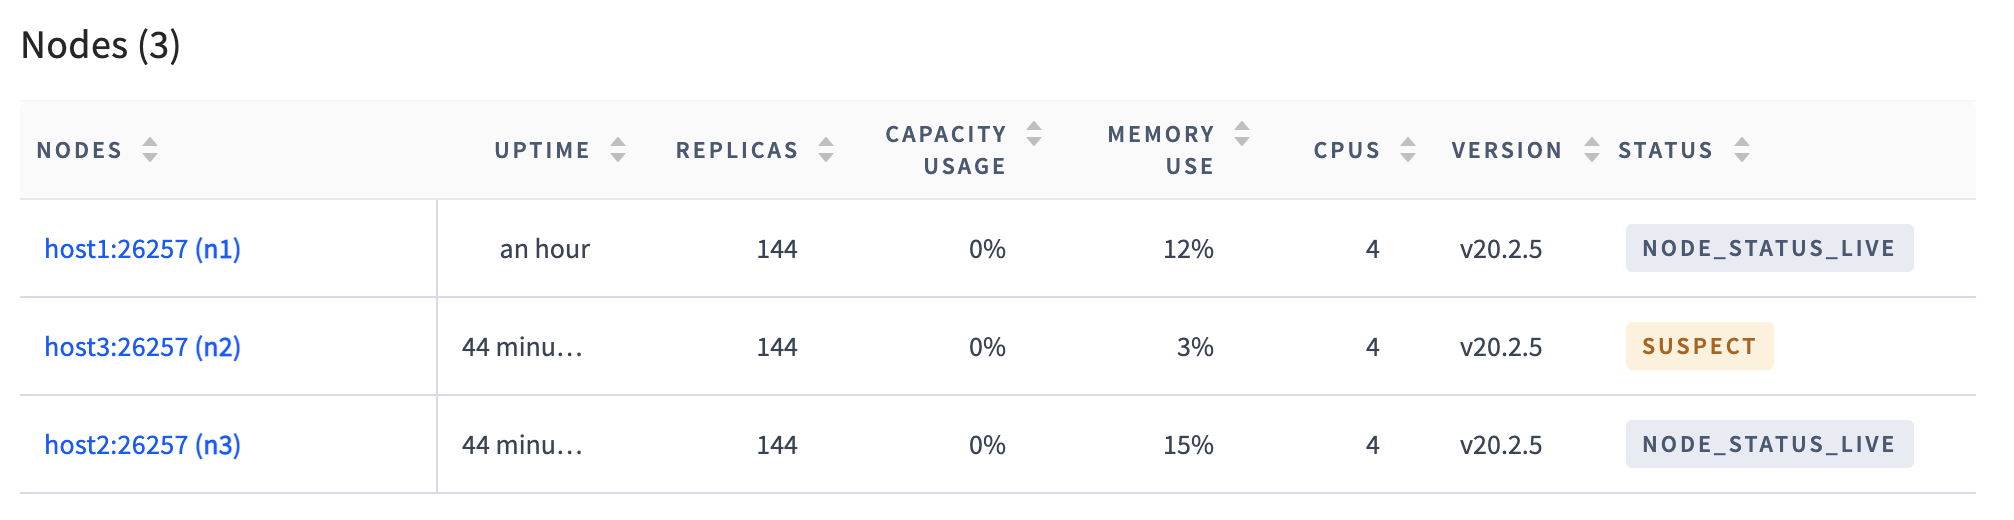 Nodes (3)
NODES UPTIME REPLICAS CAPACITY USAGE MEMORY USE CPUS VERSION STATUS
host1:26257 (n1) an hour 144 0% 12% 4 v20.2.5 NODE_STATUS_LIVE
host3:26257 (n2) 44 minu... 144 0% 3% 4 v20.2.5 SUSPECT
host2:26257 (n3) 44 minu... 144 0% 15% 4 v20.2.5 NODE_STATUS_LIVE